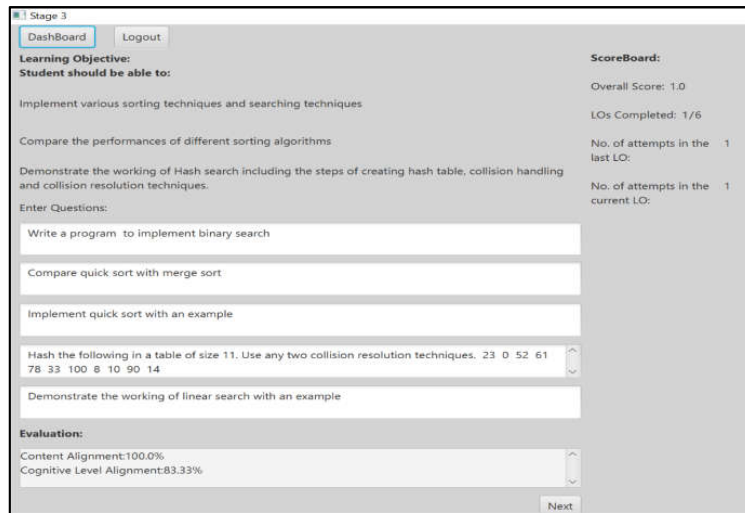 Stage 3
DashBoard
Logout
Learning Objective:
Student should be able to:
Implement various sorting techniques and searching techniques
Compare the performances of different sorting algorithms
Demonstrate the working of Hash search including the steps of creating hash table, collision handling
and collision resolution techniques.
Enter Questions:
Write a program to implement binary search
Compare quick sort with merge sort
Implement quick sort with an example
Hash the following in a table of size 11. Use any two collision resolution techniques. 23 0 52 61
78 33 100 8 10 90 14
Demonstrate the working of linear search with an example
Evaluation:
Content Alignment:100.0%
Cognitive Level Alignment:83.33%
Next
ScoreBoard:
Overall Score: 1.0
LOs Completed: 1/6
No. of attempts in the 1
last LO:
No. of attempts in the 1
current LO: